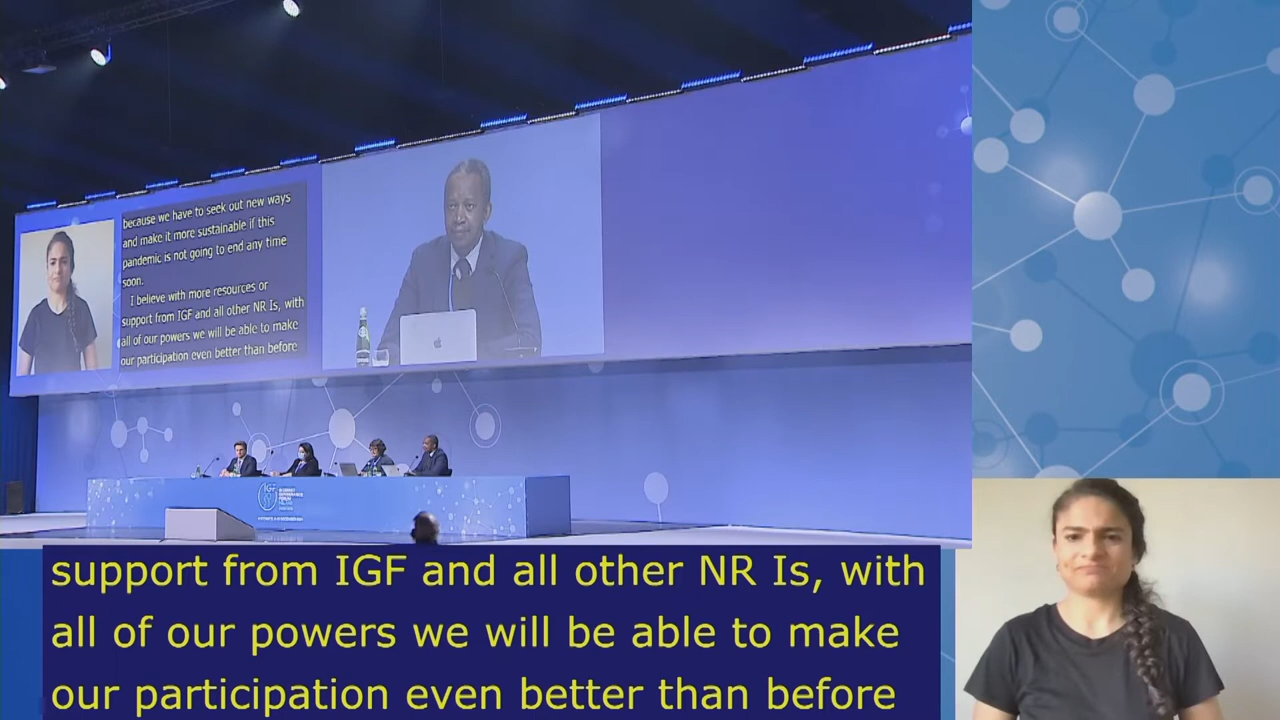 because we have to seek out new ways
and make it more sustainable if this
pandemic is not going to end any time
soon.
I believe with more resources or
support from IGF and all other NR Is, with
all of our powers we will be able to make
our participation even better than before
IGF
support from IGF and all other NR Is, with
all of our powers we will be able to make
our participation even better than before